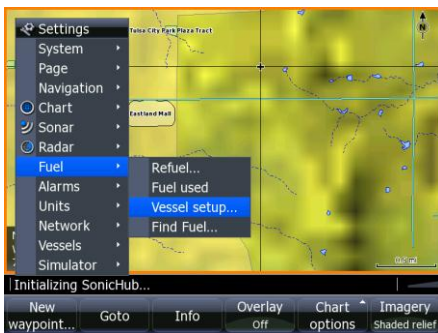 Settings
Tulsa City Park Plaza Tract
N
System
Page
Navigation
Eastland Mall
Chart
Sonar
Radar
Fuel
Refuel...
Alarms
Fuel used
Units
Vessel setup...
Network
Find Fuel...
Vessels
Simulator
Initializing SonicHub...
New waypoint...
Goto
Info
Overlay
Off
Chart options
Imagery
Shaded relief